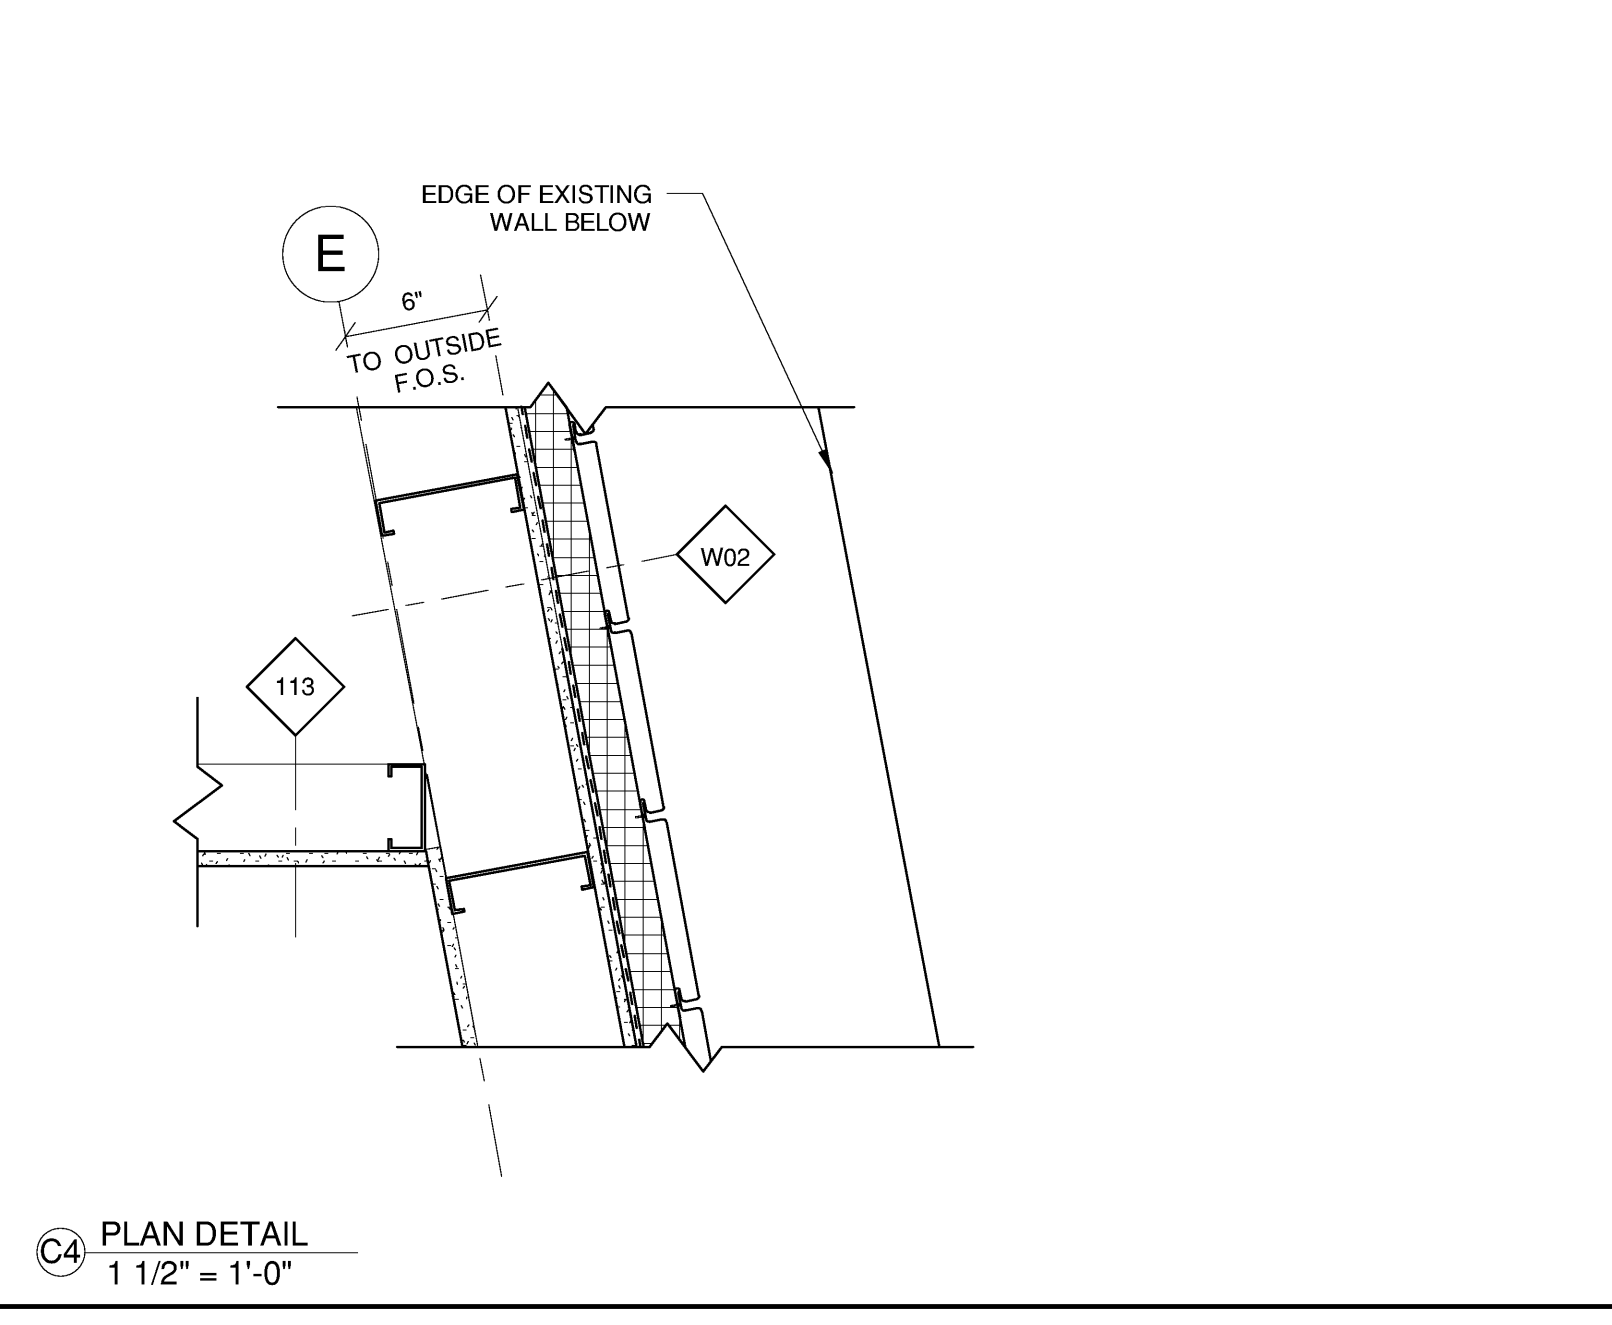 EDGE OF EXISTING
WALL BELOW
E
6"
TO OUTSIDE
F.O.S.
W02
113
C4
PLAN DETAIL
1 1/2" = 1'-0"